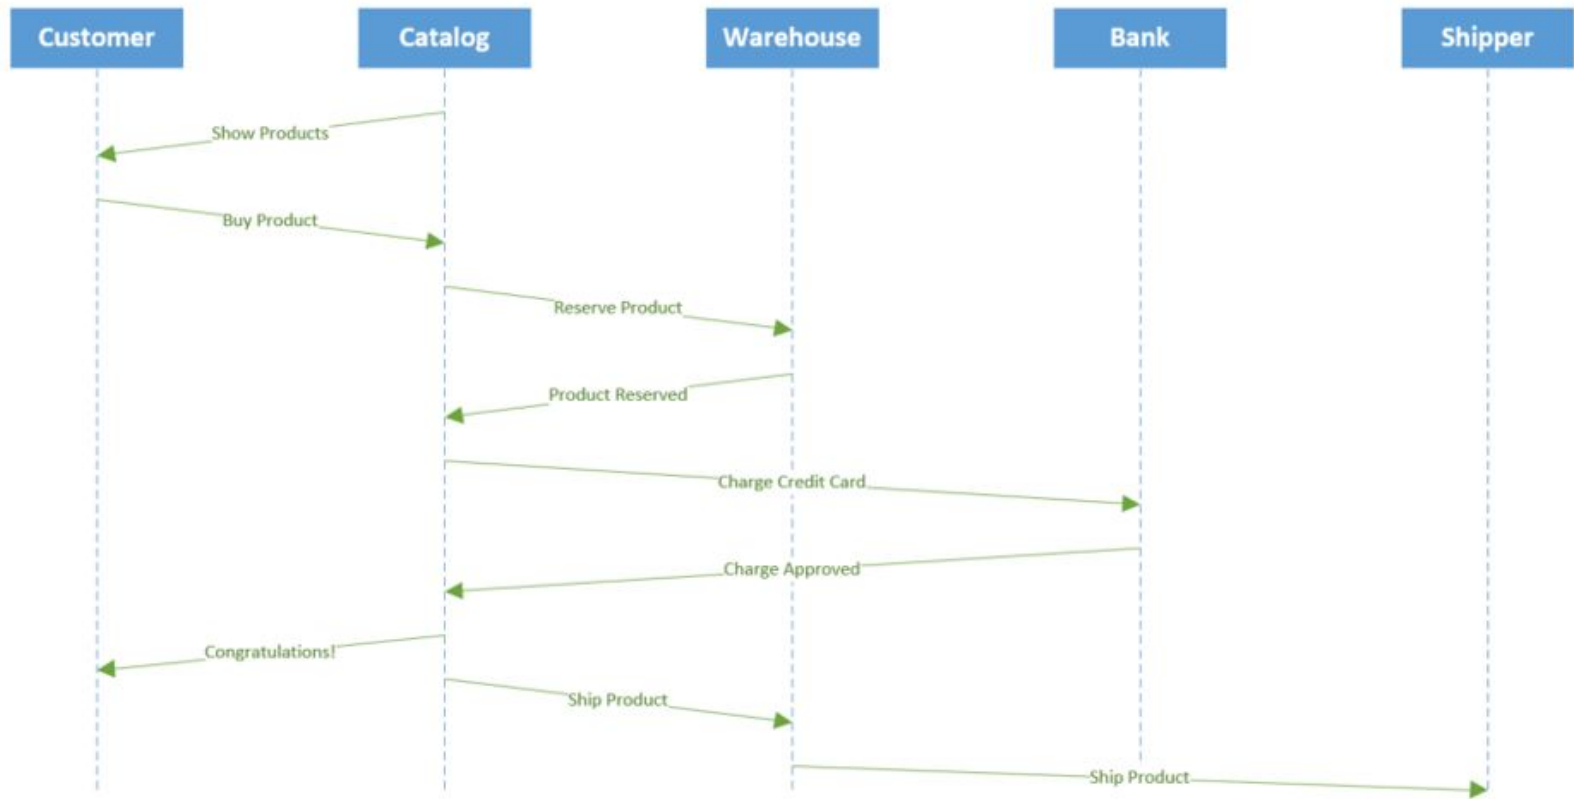 Customer
Catalog
Warehouse
Bank
Shipper
Show Products
Buy Product
Reserve Product
Product Reserved
Charge Credit Card
Charge Approved
Congratulations!
Ship Product
Ship Product